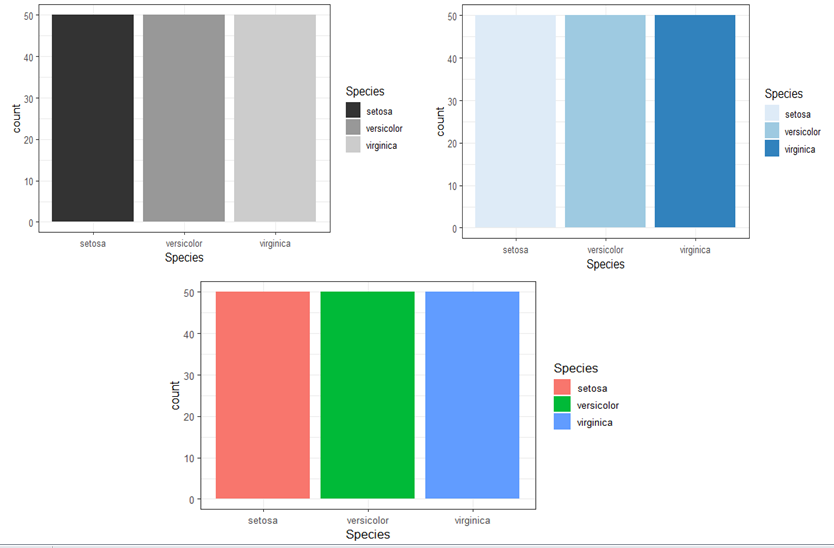 50
40
30
20
10
0
count
setosa
versicolor
virginica
Species
Species
setosa
versicolor
virginica
50
40
30
20
10
0
count
setosa
versicolor
virginica
Species
Species
setosa
versicolor
virginica
50
40
30
20
10
0
count
setosa
versicolor
virginica
Species
Species
setosa
versicolor
virginica